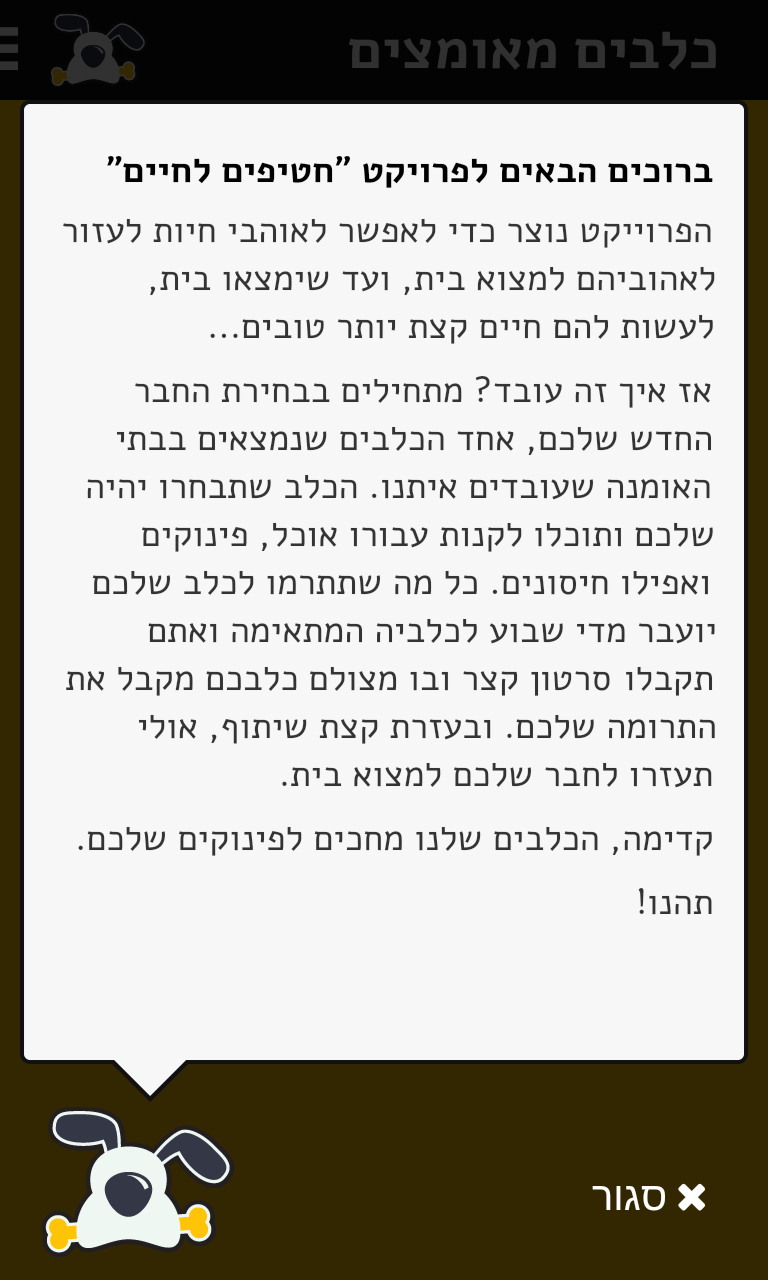 כלבים מאומצים
ברוכים הבאים לפרויקט ”חטיפים לחיים”
הפרוייקט נוצר כדי לאפשר לאוהבי חיות לעזור
לאהוביהם למצוא בית, ועד שימצאו בית,
לעשות להם חיים קצת יותר טובים...
אז איך זה עובד? מתחילים בבחירת החבר
החדש שלכם, אחד הכלבים שנמצאים בבתי
האומנה שעובדים איתנו. הכלב שתבחרו יהיה
שלכם ותוכלו לקנות עבורו אוכל, פינוקים
ואפילו חיסונים. כל מה שתתרמו לכלב שלכם
יועבר מדי שבוע לכלביה המתאימה ואתם
תקבלו סרטון קצר ובו מצולם כלבכם מקבל את
התרומה שלכם. ובעזרת קצת שיתוף, אולי
תעזרו לחבר שלכם למצוא בית.
קדימה, הכלבים שלנו מחכים לפינוקים שלכם.
תהנו!
סגור